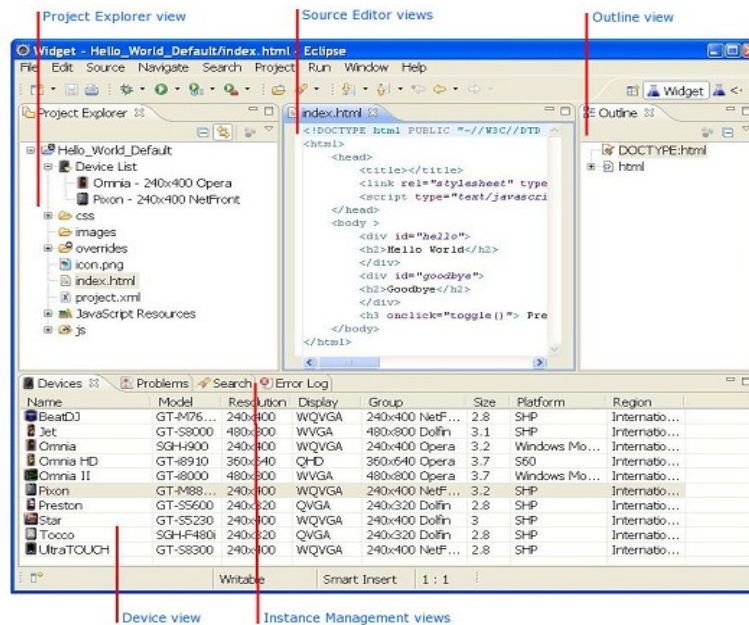 Project Explorer view
Source Editor views
Outline view
Widget - Hello_World_Default/index.html - Eclipse
File Edit Source Navigate Search Project Run Window Help
Widget
Project Explorer
index.html
Outline
Hello_World_Default
Device List
Omnia - 240x400 Opera
Pixon - 240x400 NetFront
css
images
overrides
icon.png
index.html
project.xml
JavaScript Resources
js
<!DOCTYPE html PUBLIC "-//W3C//DTD
<html>
<head>
<title></title>
<link rel="stylesheet" type
<script type="text/javascri
</head>
<body >
<div id="hello">
<h2>Hello World</h2>
</div>
<div id="goodbye">
<h2>Goodbye</h2>
</div>
<h3 onclick="toggle()"> Pre
</body>
</html>
DOCTYPE:html
html
Devices Problems Search Error Log
Name Model Resolution Display Group Size Platform Region
BeatDJ GT-M76... 240x400 WQVGA 240x400 NetF... 2.8 SHP Internatio...
Jet GT-S8000 480x800 WVGA 480x800 Dolfin 3.1 SHP Internatio...
Omnia SGH-i900 240x400 WQVGA 240x400 Opera 3.2 Windows Mo... Internatio...
Omnia HD GT-i8910 360x640 QHD 360x640 Opera 3.7 S60 Internatio...
Omnia II GT-i8000 480x800 WVGA 480x800 Opera 3.7 Windows Mo... Internatio...
Pixon GT-M88... 240x400 WQVGA 240x400 NetF... 3.2 SHP Internatio...
Preston GT-S5600 240x320 QVGA 240x320 Dolfin 2.8 SHP Internatio...
Star GT-S5230 240x400 WQVGA 240x400 Dolfin 3 SHP Internatio...
Tocco SGH-F480i 240x320 QVGA 240x320 Dolfin 2.8 SHP Internatio...
UltraTOUCH GT-S8300 240x400 WQVGA 240x400 NetF... 2.8 SHP Internatio...
Writable Smart Insert 1 : 1
Device view
Instance Management views